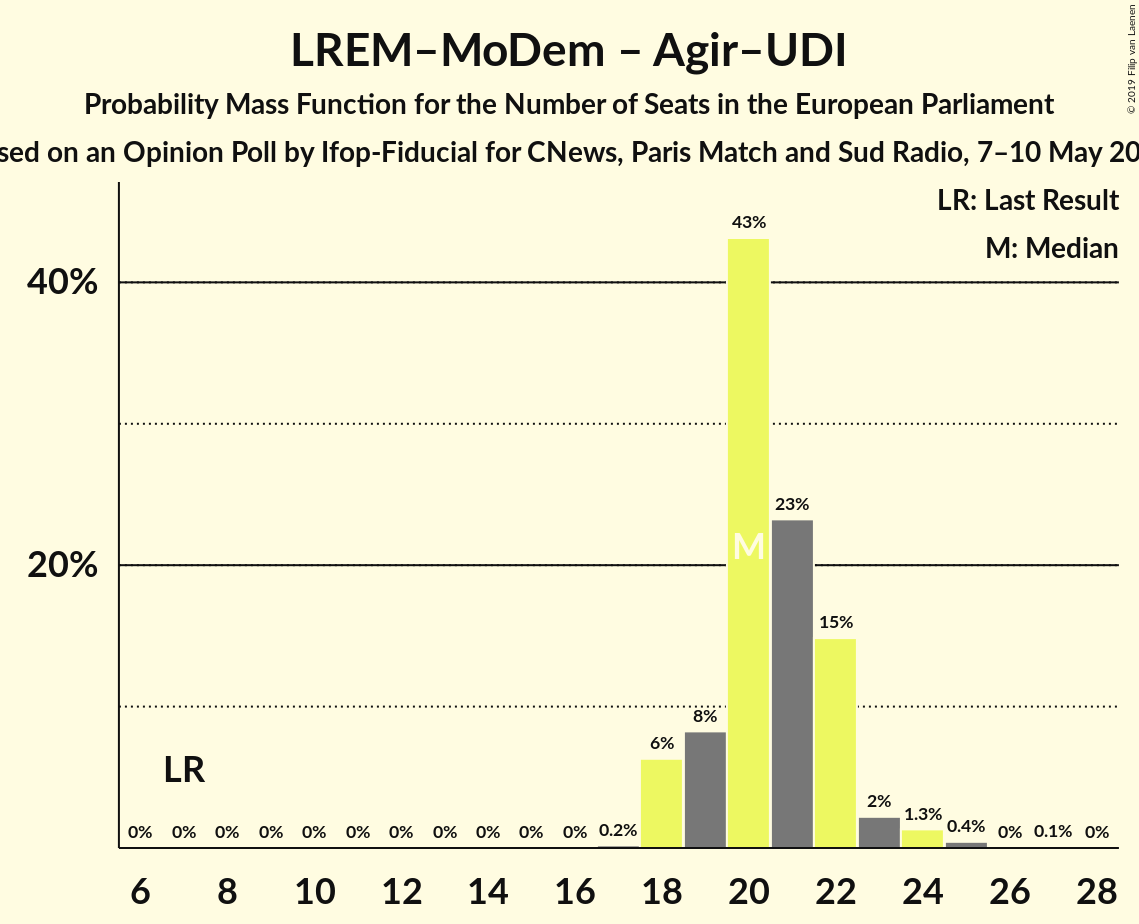 LREM–MoDem – Agir–UDI
Probability Mass Function for the Number of Seats in the European Parliament
sed on an Opinion Poll by Ifop-Fiducial for CNews, Paris Match and Sud Radio, 7–10 May 20
© 2019 Filip van Laenen
LR: Last Result
M: Median
43%
40%
23%
M
20%
15%
8%
6%
LR
2%
1.3%
0% 0% 0% 0% 0% 0% 0% 0% 0% 0% 0% 0.2% 0.4% 0% 0.1% 0%
6 8 10 12 14 16 18 20 22 24 26 28